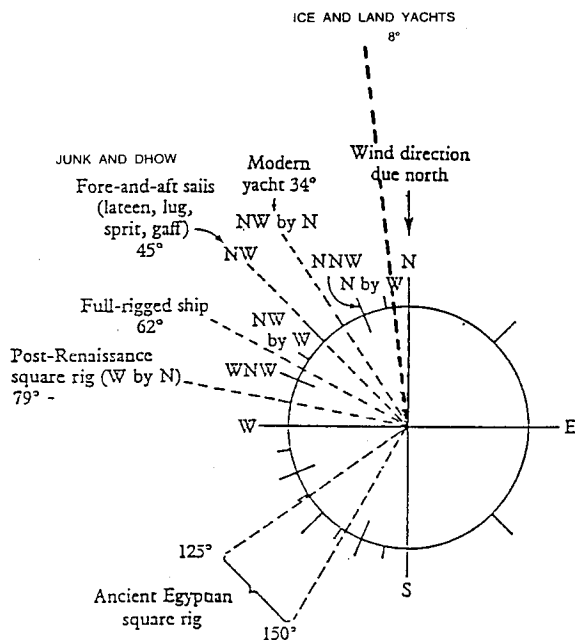 ICE AND LAND YACHTS
8°
JUNK AND DHOW
Fore-and-aft sails
(lateen, lug,
sprit, gaff)
45°
Modern
yacht 34°
Wind direction
due north
NW by N
NW
NNW
N
N by W
Full-rigged ship
62°
NW
by W
Post-Renaissance
square rig (W by N)
79° -
WNW
W
E
125°
Ancient Egyptian
square rig
150°
S